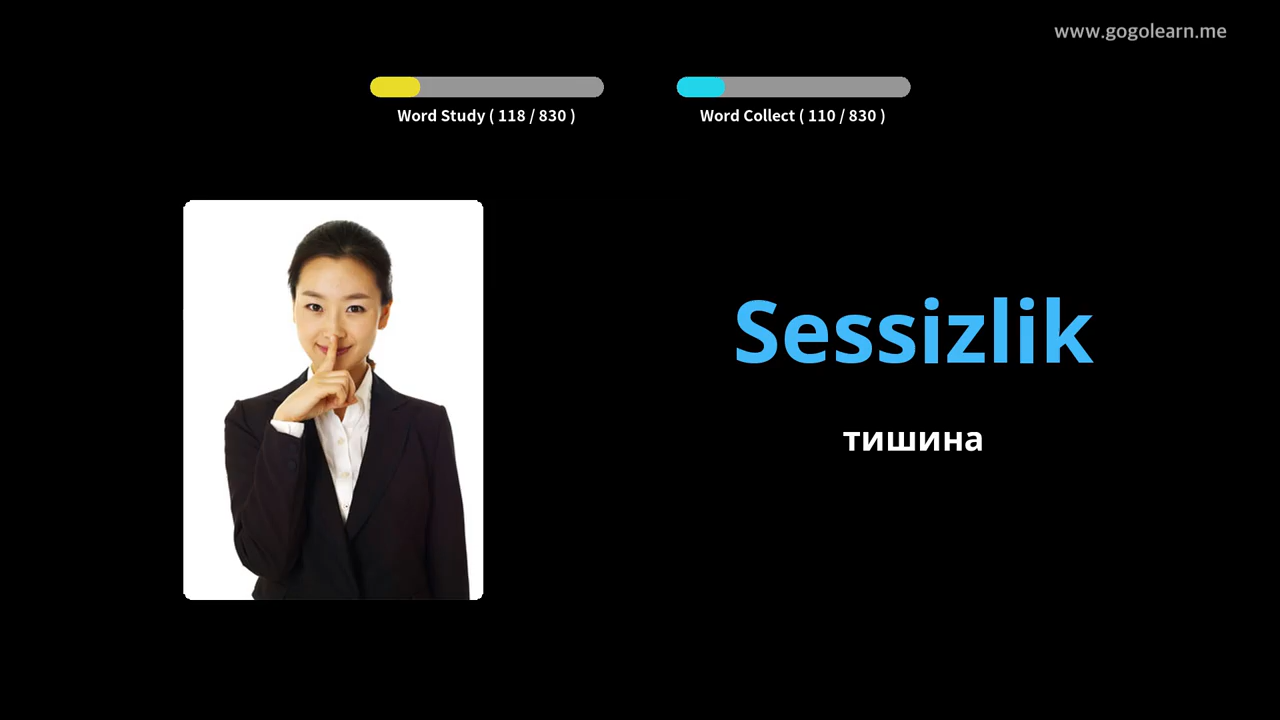 www.gogolearn.me
Word Study ( 118 / 830 )
Word Collect ( 110 / 830 )
Sessizlik
тишина